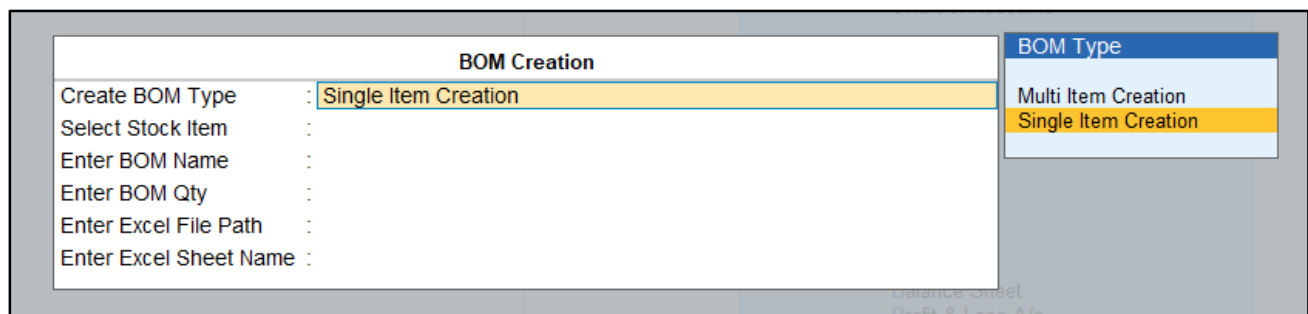 BOM Creation
Create BOM Type : Single Item Creation
Select Stock Item :
Enter BOM Name :
Enter BOM Qty :
Enter Excel File Path :
Enter Excel Sheet Name :
BOM Type
Multi Item Creation
Single Item Creation
Balance Sheet